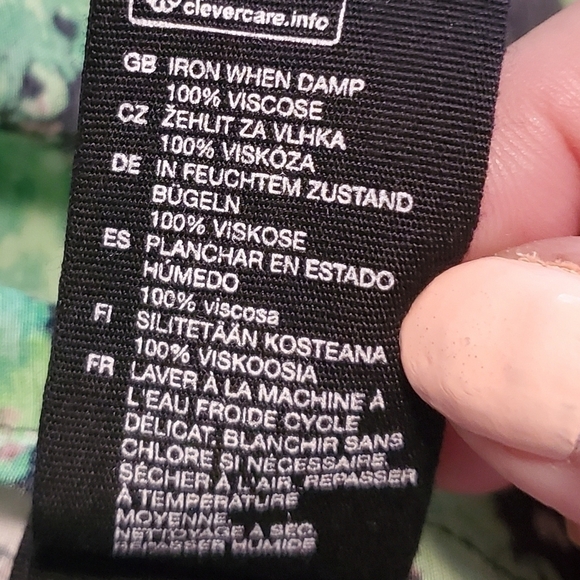 clevercare.info
GB IRON WHEN DAMP
100% VISCOSE
CZ ŽEHLIT ZA VLHKA
100% VISKÓZA
DE IN FEUCHTEM ZUSTAND
BÜGELN
100% VISKOSE
ES PLANCHAR EN ESTADO
HÚMEDO
100% viscosa
FI SILITETÄÄN KOSTEANA
100% VISKOOSIA
FR LAVER À LA MACHINE À
L'EAU FROIDE CYCLE
DÉLICAT. BLANCHIR SANS
CHLORE SI NÉCESSAIRE
SÉCHER À L'AIR. REPASSER
À TEMPÉRATURE
MOYENNE.
NETTOYAGE À SEC
REPASSER HUMIDE